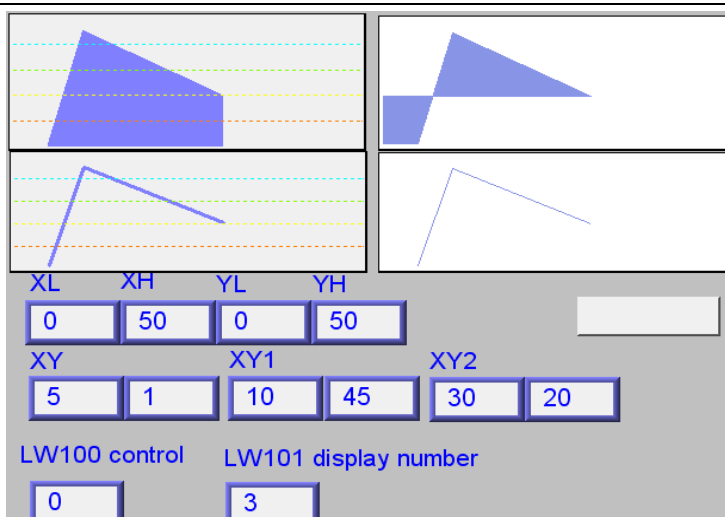 XL XH YL YH
0 50 0 50
XY XY1 XY2
5 1 10 45 30 20
LW100 control LW101 display number
0 3